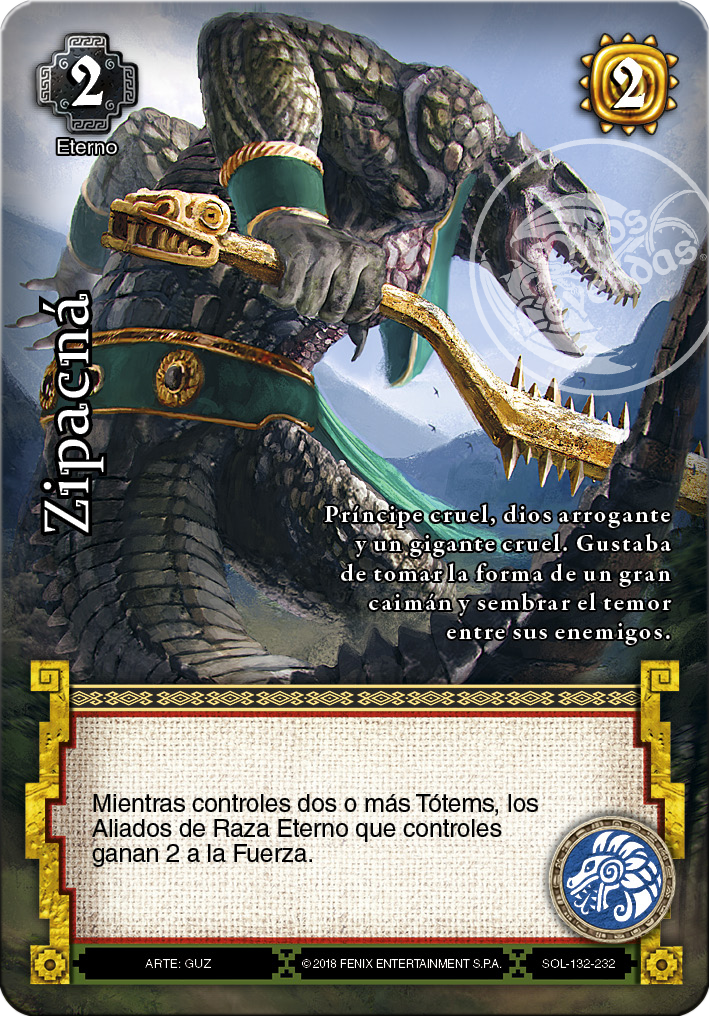 2
Eterno
2
Mitos
y Leyendas
Zipacná
Príncipe cruel, dios arrogante
y un gigante cruel. Gustaba
de tomar la forma de un gran
caimán y sembrar el temor
entre sus enemigos.
Mientras controles dos o más Tótems, los
Aliados de Raza Eterno que controles
ganan 2 a la Fuerza.
ARTE: GUZ
©2018 FENIX ENTERTAINMENT S.P.A.
SOL-132-232